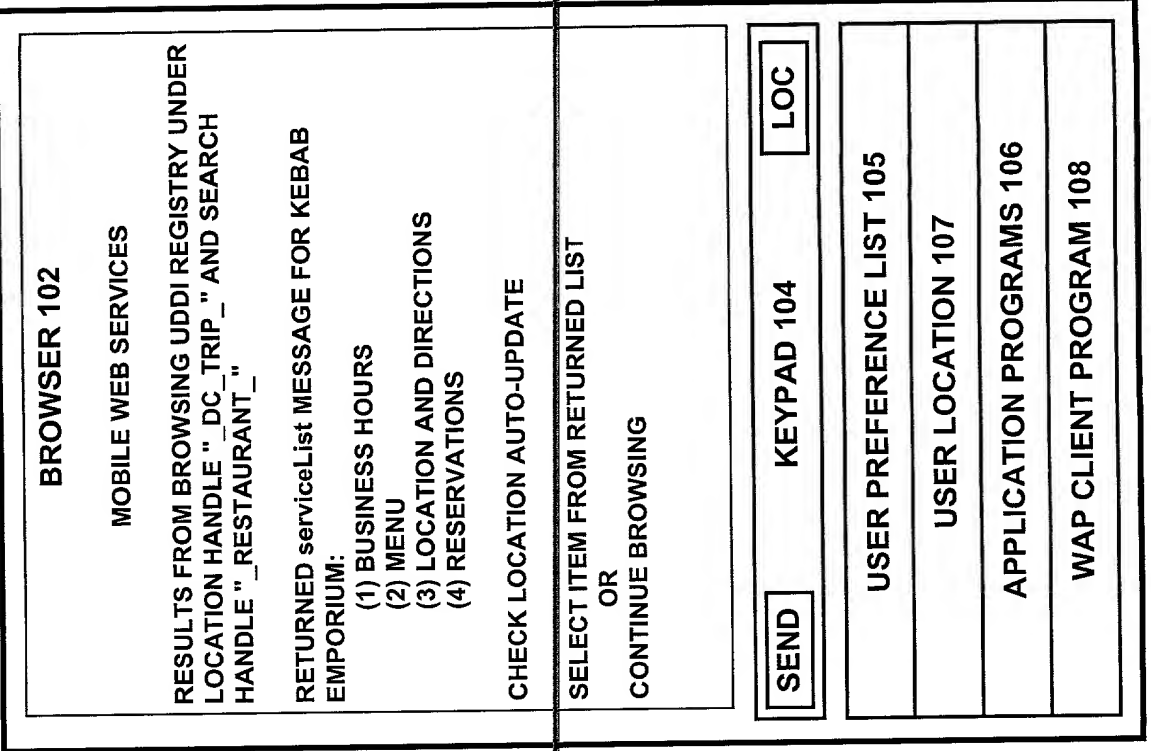 BROWSER 102
MOBILE WEB SERVICES
RESULTS FROM BROWSING UDDI REGISTRY UNDER
LOCATION HANDLE "_DC_TRIP_" AND SEARCH
HANDLE "_RESTAURANT_"
RETURNED serviceList MESSAGE FOR KEBAB
EMPORIUM:
(1) BUSINESS HOURS
(2) MENU
(3) LOCATION AND DIRECTIONS
(4) RESERVATIONS
CHECK LOCATION AUTO-UPDATE
SELECT ITEM FROM RETURNED LIST
OR
CONTINUE BROWSING
SEND KEYPAD 104 LOC
USER PREFERENCE LIST 105
USER LOCATION 107
APPLICATION PROGRAMS 106
WAP CLIENT PROGRAM 108